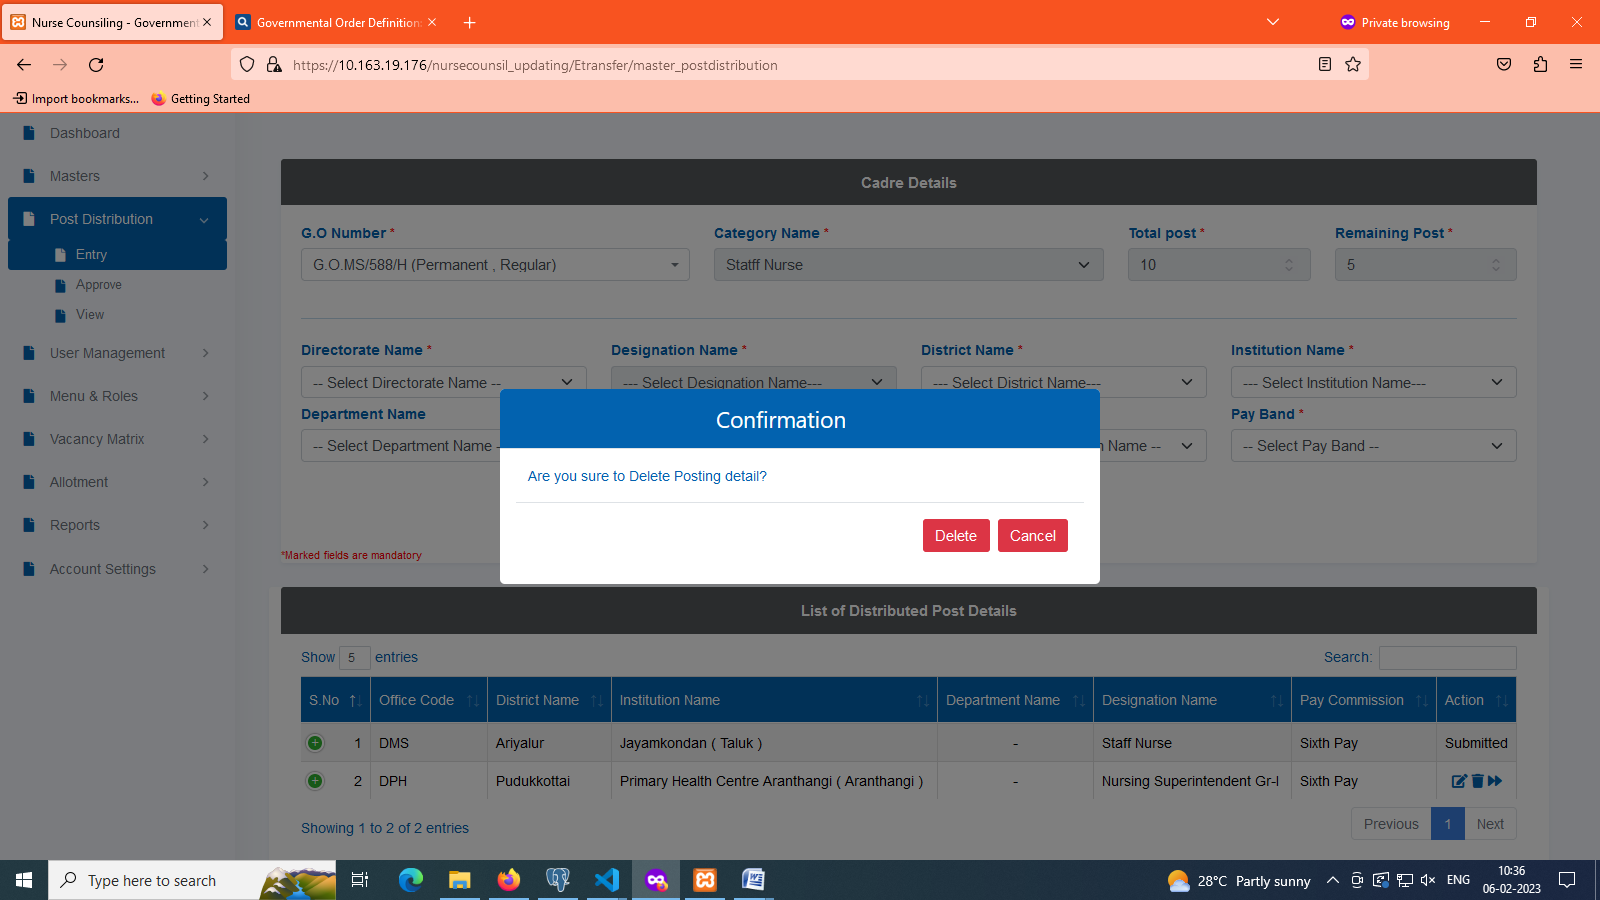 Nurse Counsiling - Government
Governmental Order Definition
Private browsing
https://10.163.19.176/nursecounsil_updating/Etransfer/master_postdistribution
Import bookmarks...
Getting Started
Dashboard
Masters
Post Distribution
Entry
Approve
View
User Management
Menu & Roles
Vacancy Matrix
Allotment
Reports
Account Settings
Cadre Details
G.O Number * Category Name * Total post * Remaining Post *
G.O.MS/588/H (Permanent , Regular) Statff Nurse 10 5
Directorate Name * Designation Name * District Name * Institution Name *
-- Select Directorate Name -- --- Select Designation Name--- --- Select District Name--- --- Select Institution Name---
Department Name Pay Band *
-- Select Department Name - Name -- -- Select Pay Band --
Confirmation
Are you sure to Delete Posting detail?
Delete Cancel
*Marked fields are mandatory
List of Distributed Post Details
Show 5 entries Search:
S.No Office Code District Name Institution Name Department Name Designation Name Pay Commission Action
1 DMS Ariyalur Jayamkondan ( Taluk ) - Staff Nurse Sixth Pay Submitted
2 DPH Pudukkottai Primary Health Centre Aranthangi ( Aranthangi ) - Nursing Superintendent Gr-I Sixth Pay
Showing 1 to 2 of 2 entries Previous 1 Next
Type here to search
28°C Partly sunny
ENG
10:36
06-02-2023